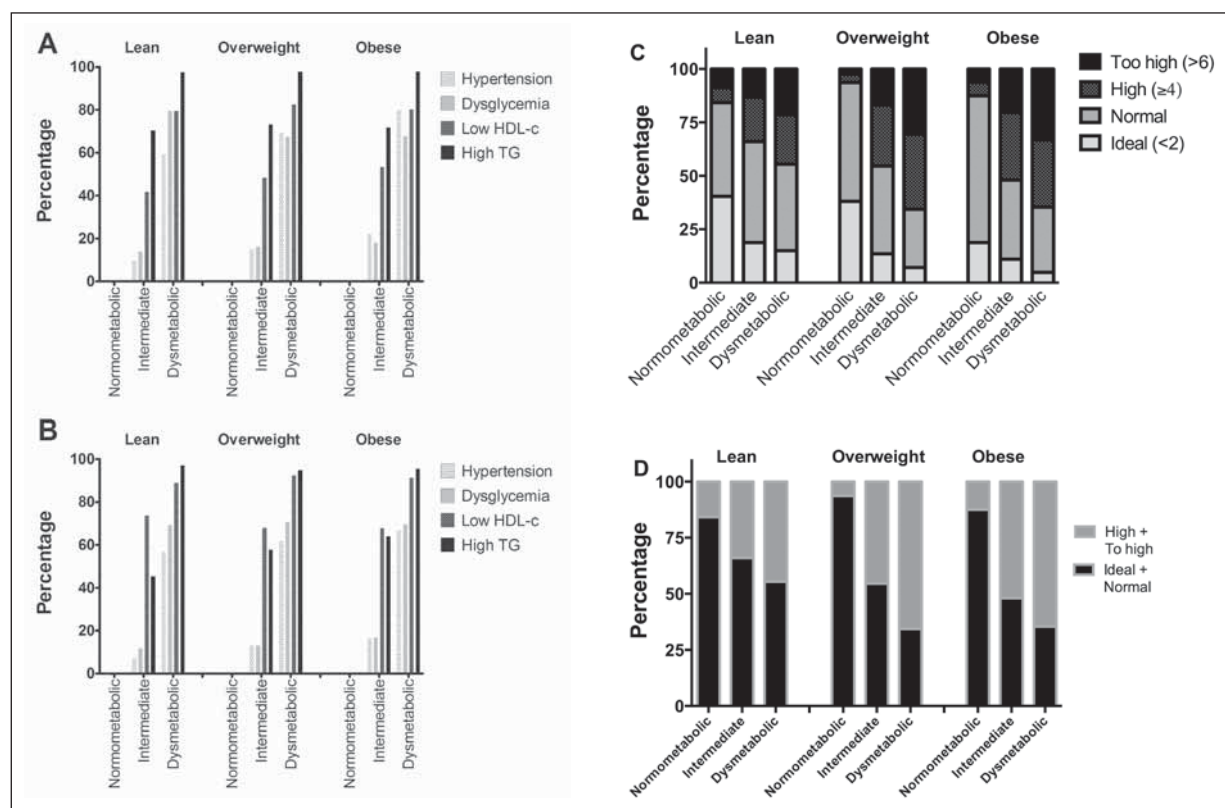 A
Lean Overweight Obese
Percentage
100
80
60
40
20
0
Normometabolic
Intermediate
Dysmetabolic
Normometabolic
Intermediate
Dysmetabolic
Normometabolic
Intermediate
Dysmetabolic
Hypertension
Dysglycemia
Low HDL-c
High TG
B
Lean Overweight Obese
Percentage
100
80
60
40
20
0
Normometabolic
Intermediate
Dysmetabolic
Normometabolic
Intermediate
Dysmetabolic
Normometabolic
Intermediate
Dysmetabolic
Hypertension
Dysglycemia
Low HDL-c
High TG
C
Lean Overweight Obese
Percentage
100
75
50
25
0
Normometabolic
Intermediate
Dysmetabolic
Normometabolic
Intermediate
Dysmetabolic
Normometabolic
Intermediate
Dysmetabolic
Too high (>6)
High (≥4)
Normal
Ideal (<2)
D
Lean Overweight Obese
Percentage
100
75
50
25
0
Normometabolic
Intermediate
Dysmetabolic
Normometabolic
Intermediate
Dysmetabolic
Normometabolic
Intermediate
Dysmetabolic
High +
To high
Ideal +
Normal